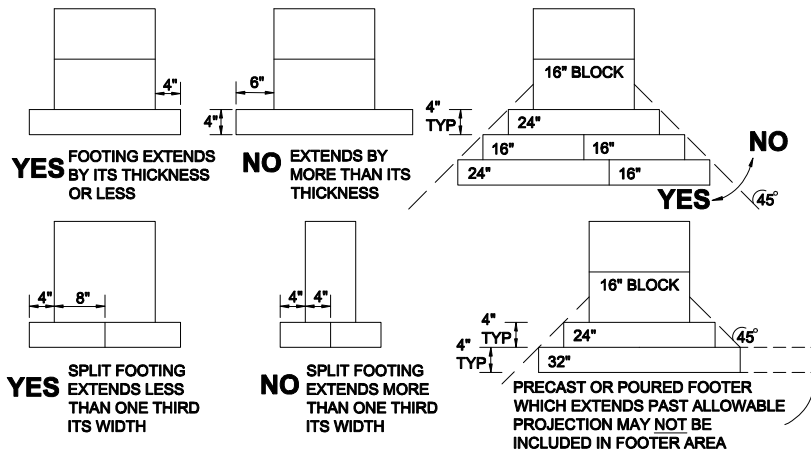 4"
YES FOOTING EXTENDS
BY ITS THICKNESS
OR LESS
6"
4"
NO EXTENDS BY
MORE THAN ITS
THICKNESS
16" BLOCK
4"
TYP
24"
16" 16"
24" 16"
NO
YES
45°
4" 8"
YES SPLIT FOOTING
EXTENDS LESS
THAN ONE THIRD
ITS WIDTH
4" 4"
NO SPLIT FOOTING
EXTENDS MORE
THAN ONE THIRD
ITS WIDTH
16" BLOCK
4"
TYP
24"
45°
4"
TYP
32"
PRECAST OR POURED FOOTER
WHICH EXTENDS PAST ALLOWABLE
PROJECTION MAY NOT BE
INCLUDED IN FOOTER AREA